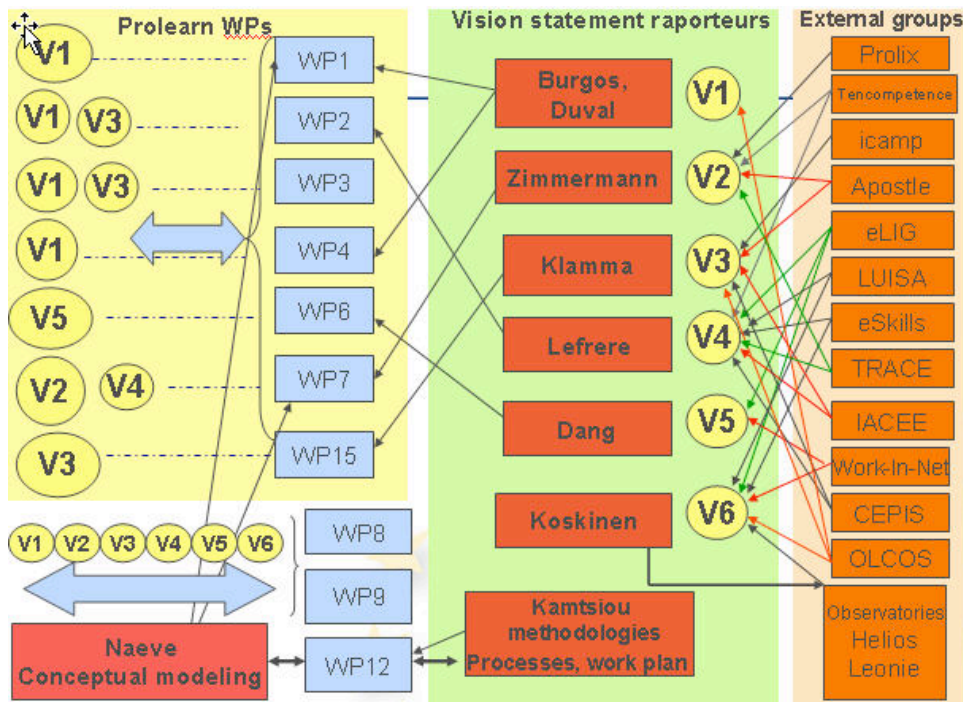 Prolearn WPs
Vision statement raporteurs
External groups
V1
WP1
Burgos,
Duval
V1
Prolix
Tencompetence
V1 V3
WP2
icamp
V1 V3
WP3
Zimmermann
V2
Apostle
V1
WP4
Klamma
V3
eLIG
LUISA
V5
WP6
Lefrere
V4
eSkills
TRACE
V2 V4
WP7
Dang
V5
IACEE
V3
WP15
Work-In-Net
Koskinen
V6
CEPIS
OLCOS
V1 V2 V3 V4 V5 V6
WP8
WP9
Observatories
Helios
Leonie
Naeve
Conceptual modeling
WP12
Kamtsiou
methodologies
Processes, work plan